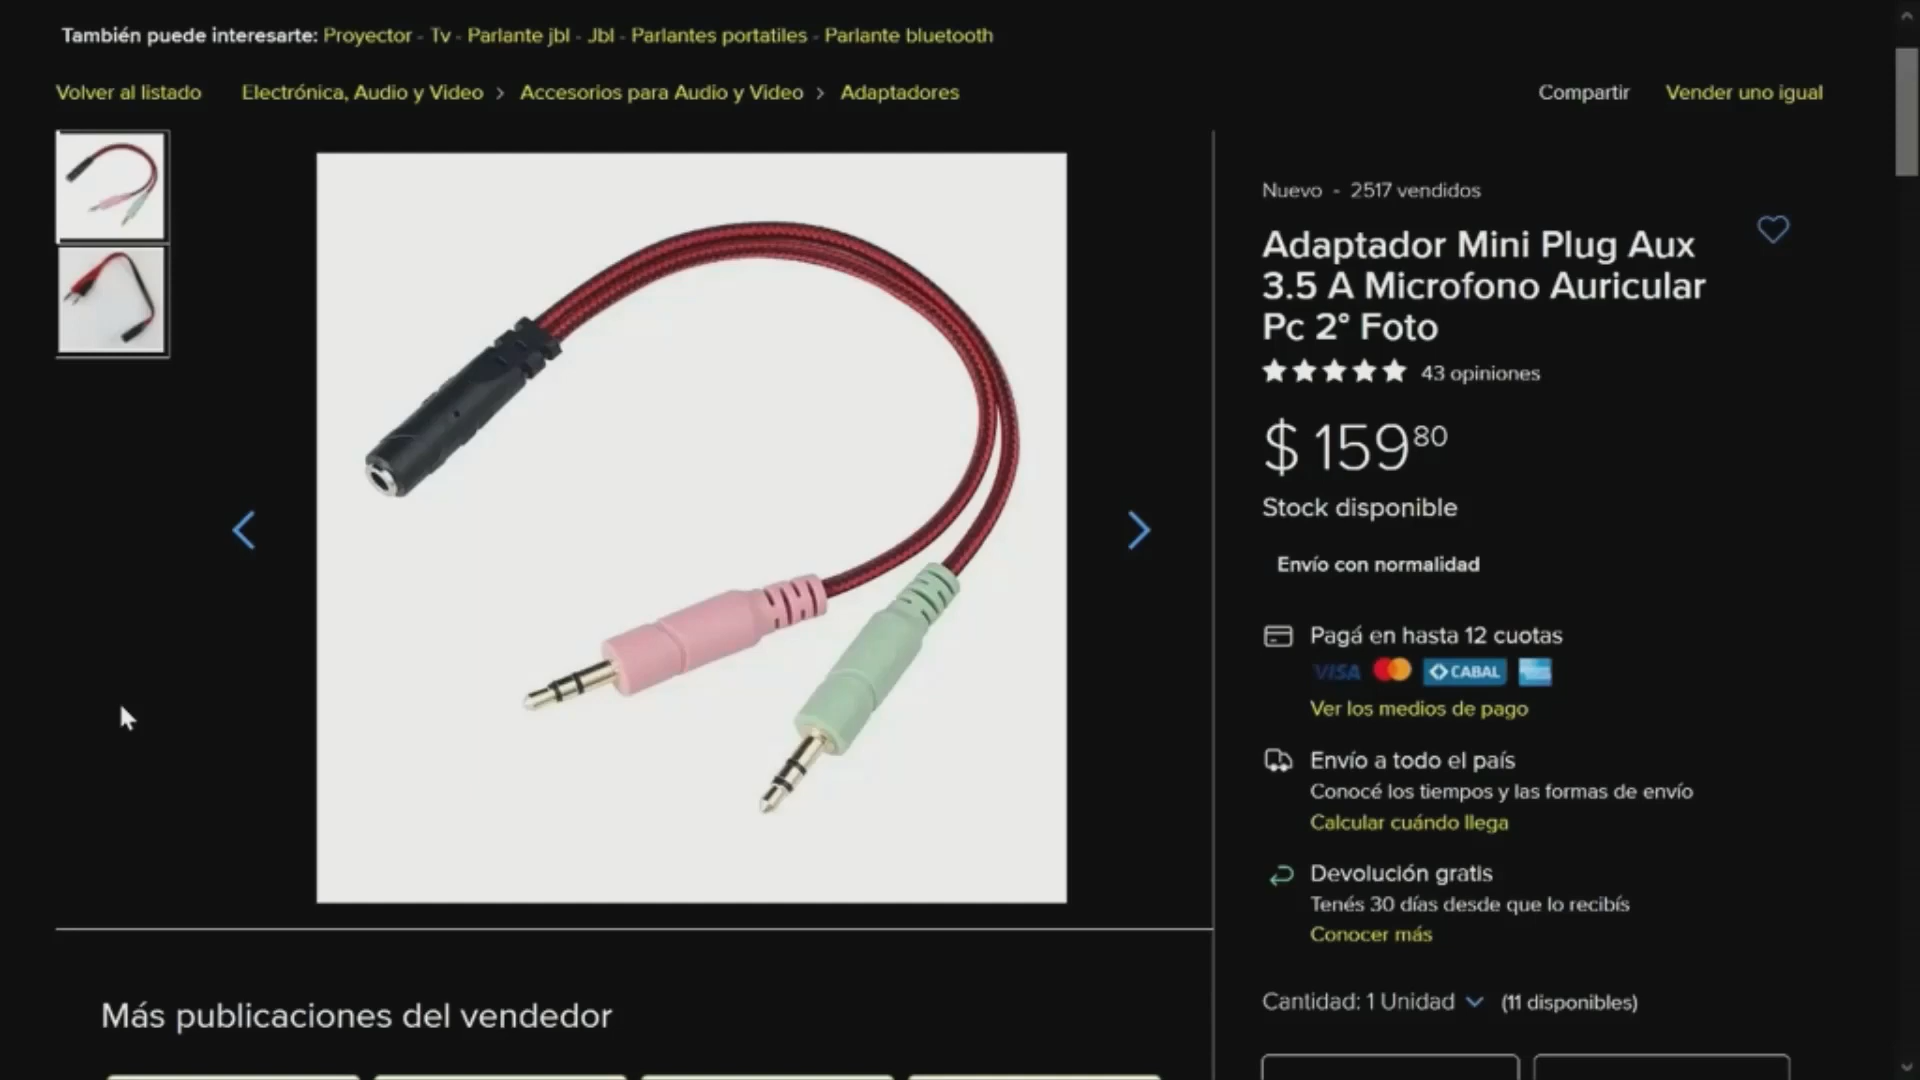 También puede interesarte: Proyector - Tv - Parlante jbl - Jbl - Parlantes portatiles - Parlante bluetooth
Volver al listado Electrónica, Audio y Video > Accesorios para Audio y Video > Adaptadores
Compartir Vender uno igual
Nuevo - 2517 vendidos
Adaptador Mini Plug Aux
3.5 A Microfono Auricular
Pc 2° Foto
43 opiniones
$ 159 80
Stock disponible
Envío con normalidad
Pagá en hasta 12 cuotas
VISA CABAL
Ver los medios de pago
Envío a todo el país
Conocé los tiempos y las formas de envío
Calcular cuándo llega
Devolución gratis
Tenés 30 días desde que lo recibís
Conocer más
Cantidad: 1 Unidad (11 disponibles)
Más publicaciones del vendedor